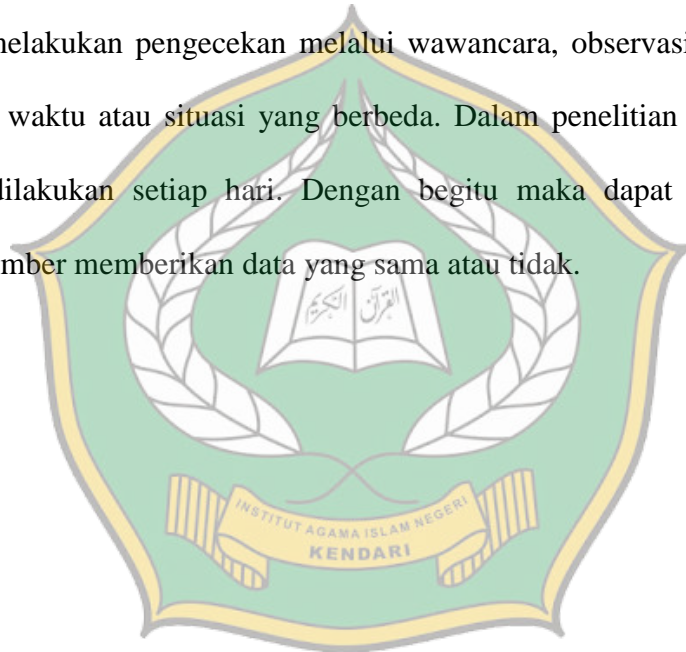 melakukan pengecekan melalui wawancara, observasi
waktu atau situasi yang berbeda. Dalam penelitian
dilakukan setiap hari. Dengan begitu maka dapat
memberikan data yang sama atau tidak.
القرآن الكريم
INSTITUT AGAMA ISLAM NEGERI
KENDARI